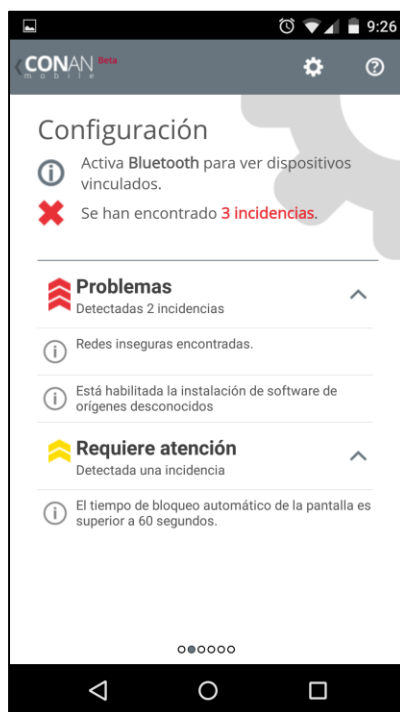 9:26
CONAN Beta
mobile
Configuración
Activa Bluetooth para ver dispositivos
vinculados.
Se han encontrado 3 incidencias.
Problemas
Detectadas 2 incidencias
Redes inseguras encontradas.
Está habilitada la instalación de software de
orígenes desconocidos
Requiere atención
Detectada una incidencia
El tiempo de bloqueo automático de la pantalla es
superior a 60 segundos.